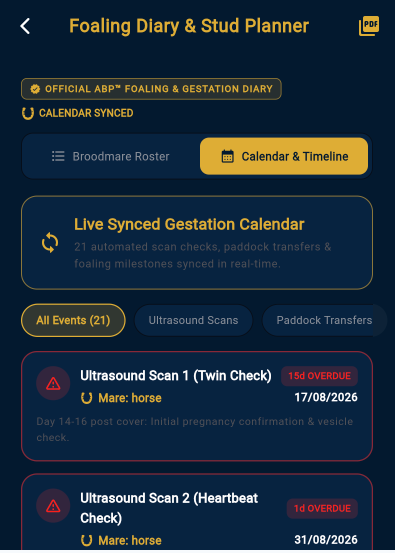 Foaling Diary & Stud Planner
PDF
OFFICIAL ABP™ FOALING & GESTATION DIARY
CALENDAR SYNCED
Broodmare Roster
Calendar & Timeline
Live Synced Gestation Calendar
21 automated scan checks, paddock transfers &
foaling milestones synced in real-time.
All Events (21)
Ultrasound Scans
Paddock Transfers
Ultrasound Scan 1 (Twin Check)
15d OVERDUE
Mare: horse
17/08/2026
Day 14-16 post cover: Initial pregnancy confirmation & vesicle
check.
Ultrasound Scan 2 (Heartbeat
Check)
1d OVERDUE
Mare: horse
31/08/2026